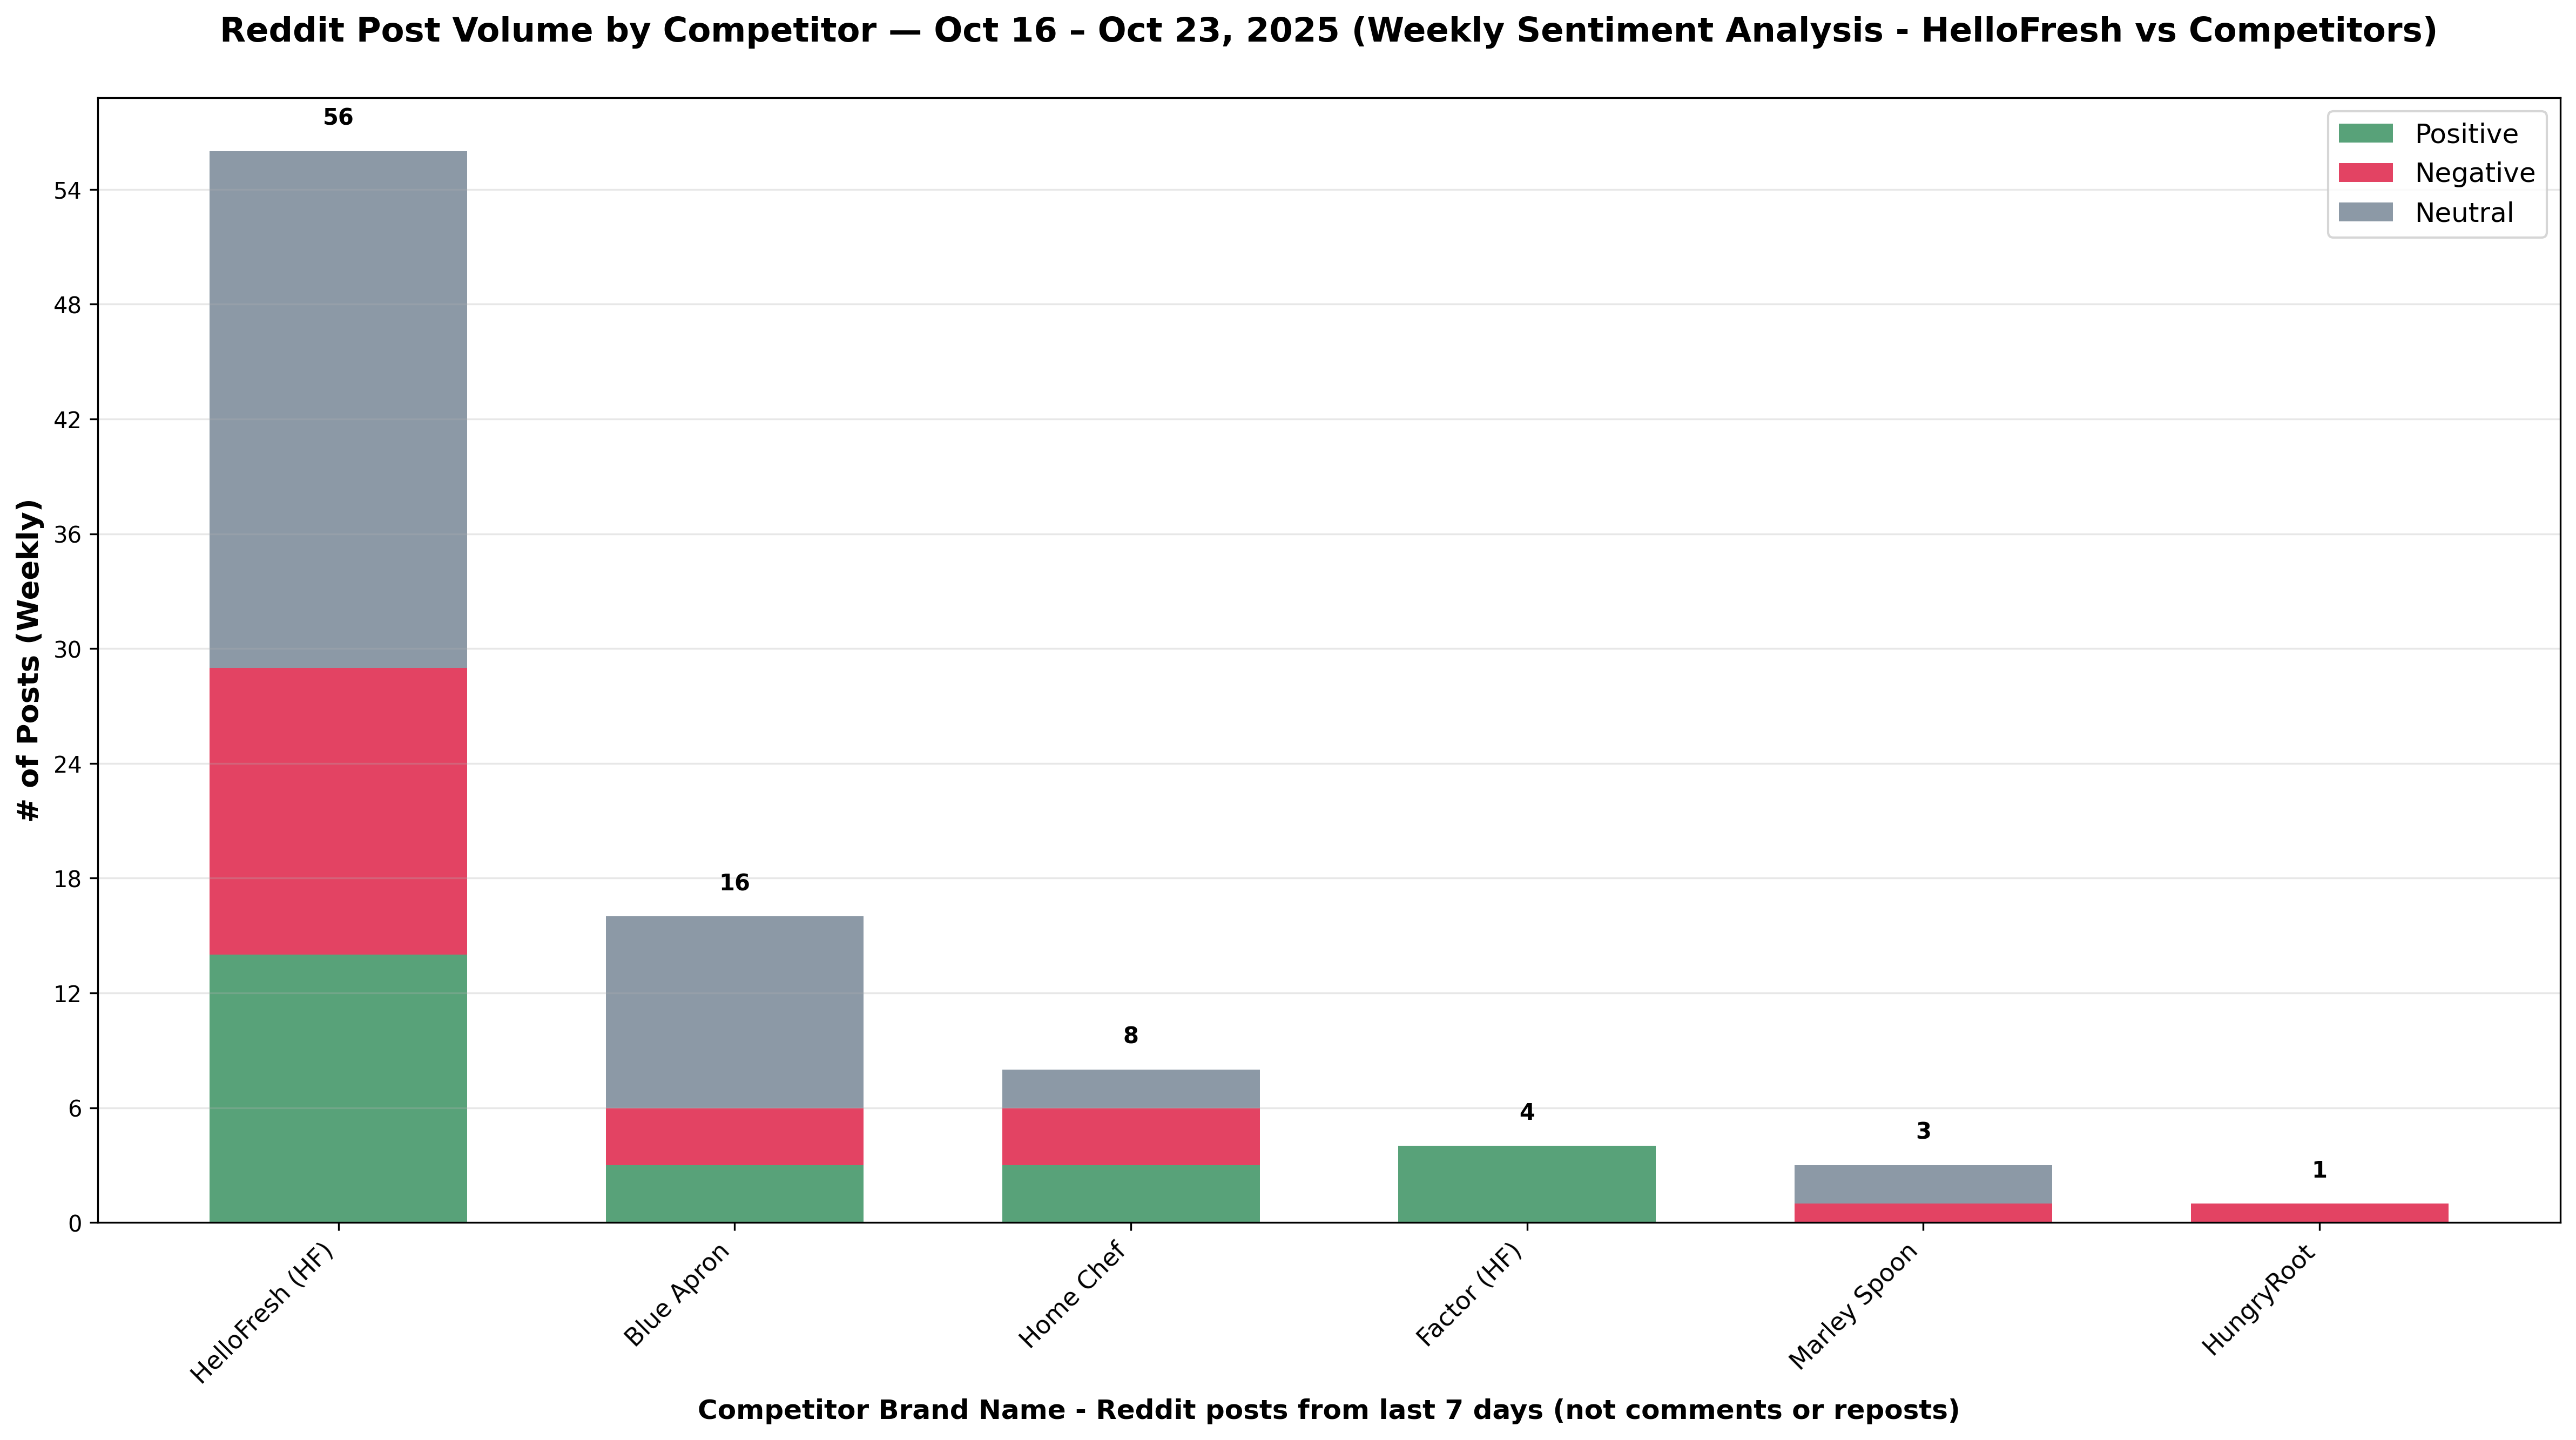 Reddit Post Volume by Competitor — Oct 16 – Oct 23, 2025 (Weekly Sentiment Analysis - HelloFresh vs Competitors)
Positive
Negative
Neutral
# of Posts (Weekly)
54
48
42
36
30
24
18
12
6
0
56
16
8
4
3
1
HelloFresh (HF)
Blue Apron
Home Chef
Factor (HF)
Marley Spoon
HungryRoot
Competitor Brand Name - Reddit posts from last 7 days (not comments or reposts)